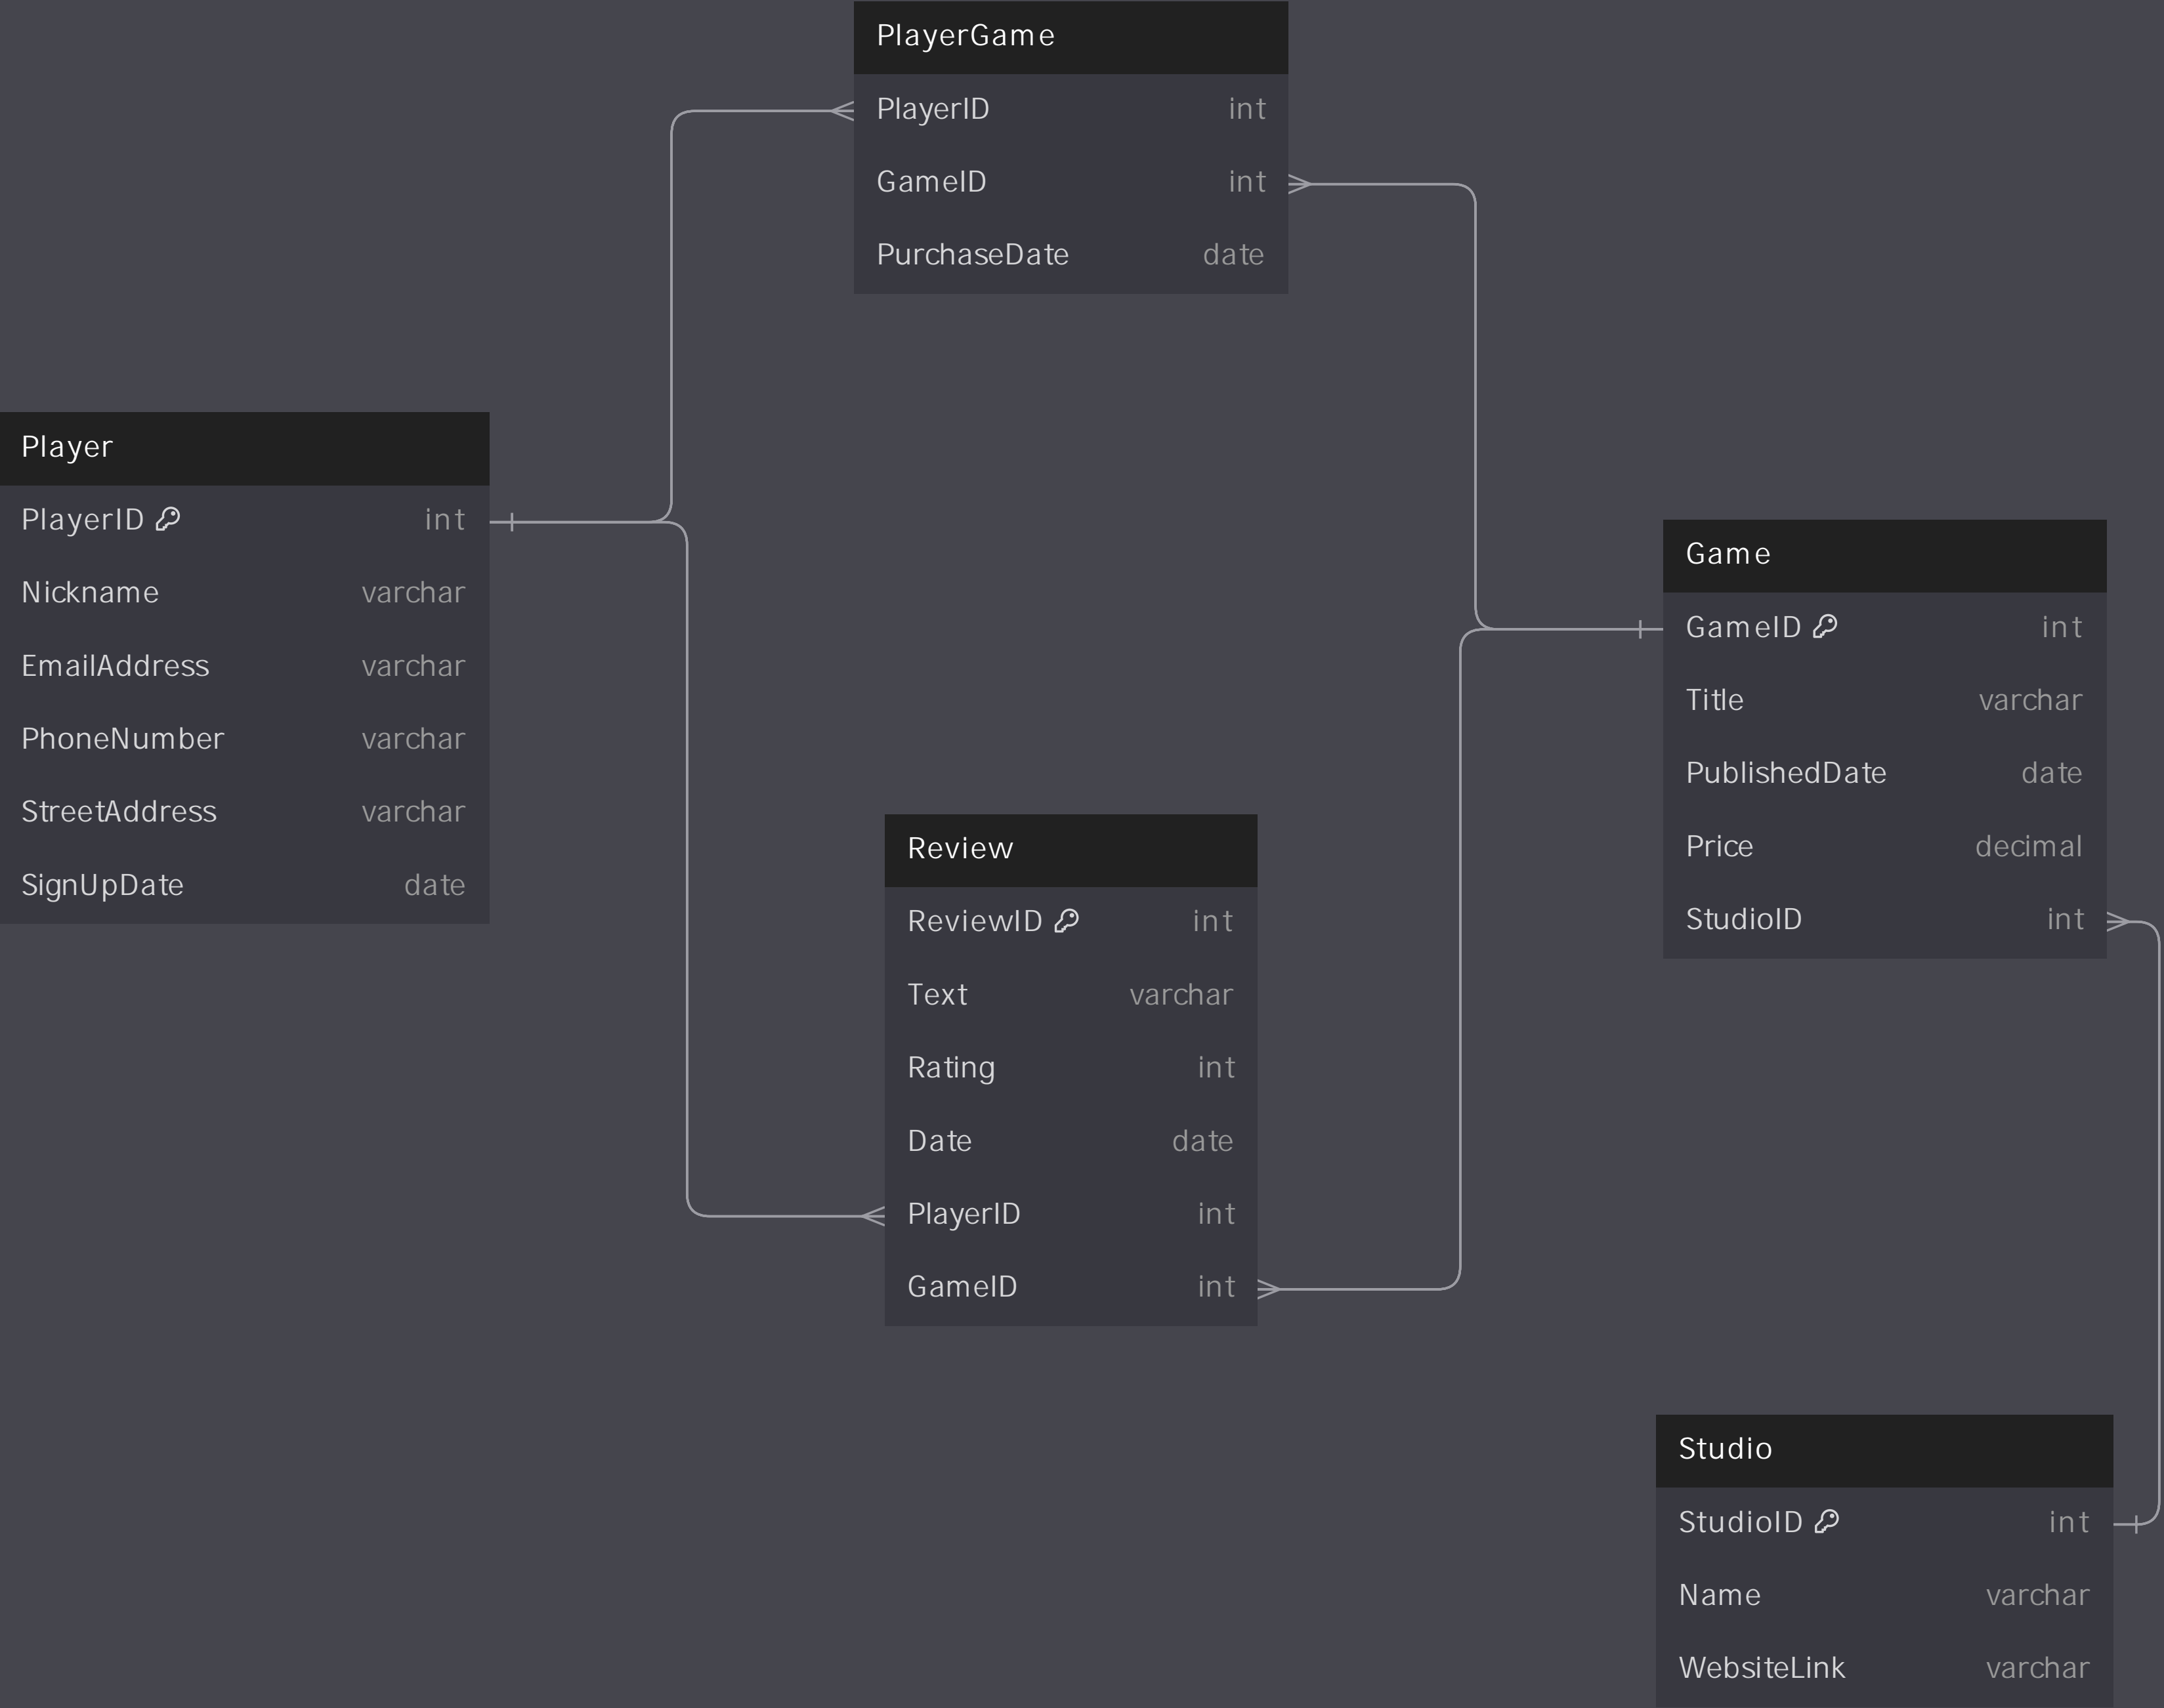 PlayerGame
PlayerID int
GameID int
PurchaseDate date
Player
PlayerID int
Nickname varchar
EmailAddress varchar
PhoneNumber varchar
StreetAddress varchar
SignUpDate date
Game
GameID int
Title varchar
PublishedDate date
Price decimal
StudioID int
Review
ReviewID int
Text varchar
Rating int
Date date
PlayerID int
GameID int
Studio
StudioID int
Name varchar
WebsiteLink varchar